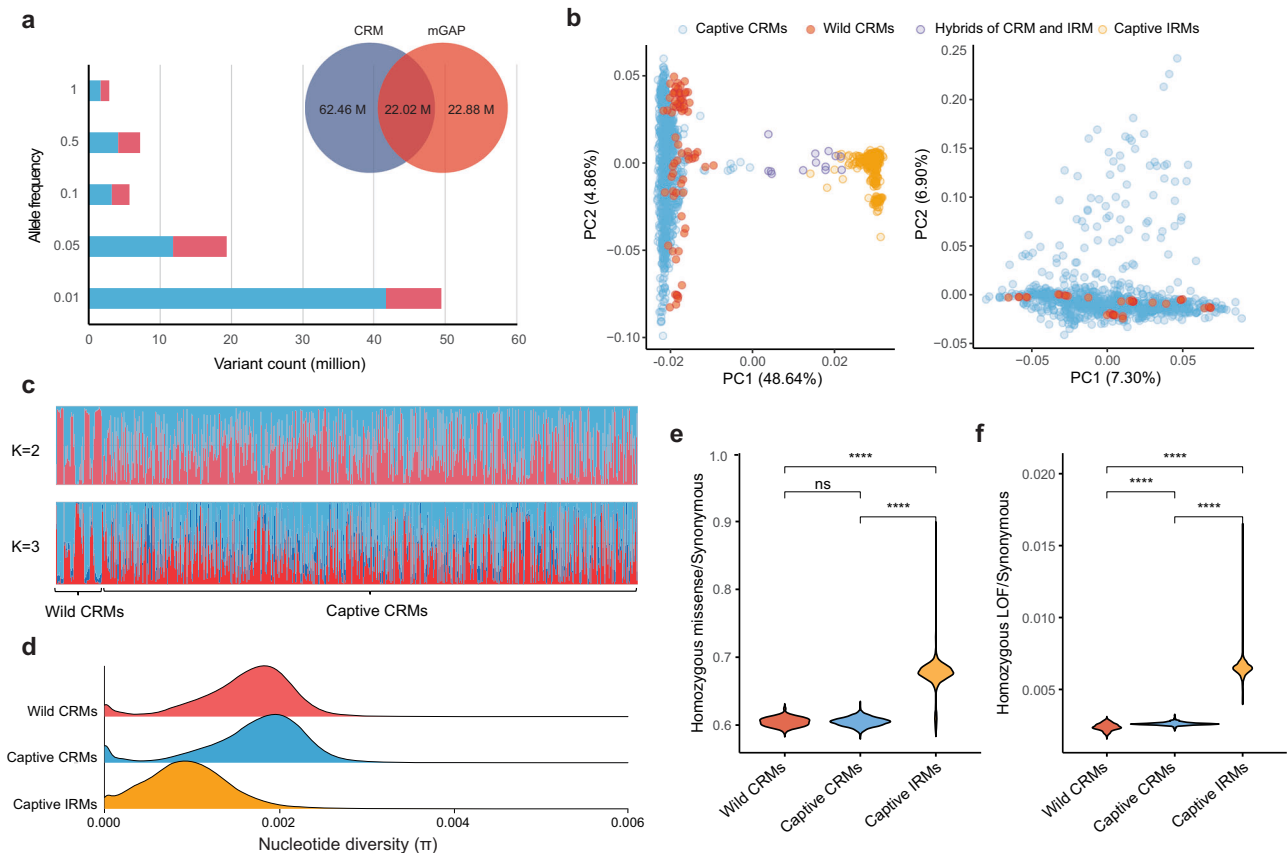 a
CRM
mGAP
62.46 M
22.02 M
22.88 M
Allele frequency
1
0.5
0.1
0.05
0.01
0
10
20
30
40
50
60
Variant count (million)
b
Captive CRMs
Wild CRMs
Hybrids of CRM and IRM
Captive IRMs
PC2 (4.86%)
0.05
0.00
−0.05
−0.10
−0.02
0.00
0.02
PC1 (48.64%)
PC2 (6.90%)
0.25
0.20
0.15
0.10
0.05
0.00
−0.05
−0.05
0.00
0.05
PC1 (7.30%)
c
K=2
K=3
Wild CRMs
Captive CRMs
d
Wild CRMs
Captive CRMs
Captive IRMs
0.000
0.002
0.004
0.006
Nucleotide diversity (π)
e
Homozygous missense/Synonymous
1.0
0.9
0.8
0.7
0.6
****
ns
****
Wild CRMs
Captive CRMs
Captive IRMs
f
Homozygous LOF/Synonymous
0.020
0.015
0.010
0.005
****
****
****
Wild CRMs
Captive CRMs
Captive IRMs